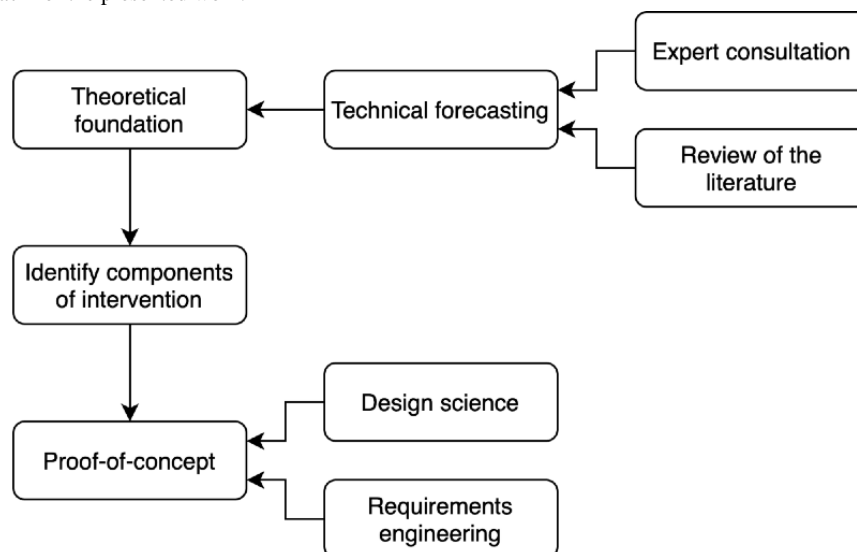 Expert consultation
Theoretical
foundation
Technical forecasting
Review of the
literature
Identify components
of intervention
Design science
Proof-of-concept
Requirements
engineering